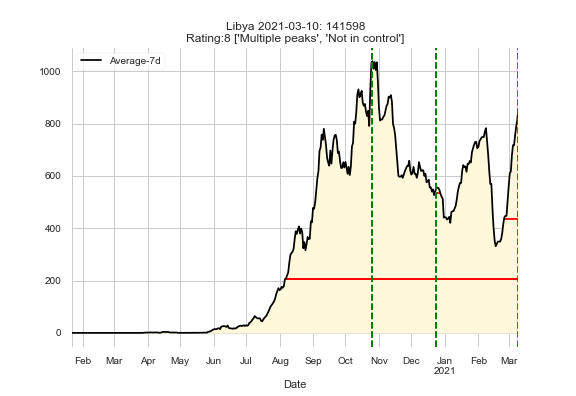 Libya 2021-03-10: 141598
Rating:8 ['Multiple peaks', 'Not in control']
Average-7d
1000
800
600
400
200
0
Feb Mar Apr May Jun Jul Aug Sep Oct Nov Dec Jan Feb Mar
2021
Date